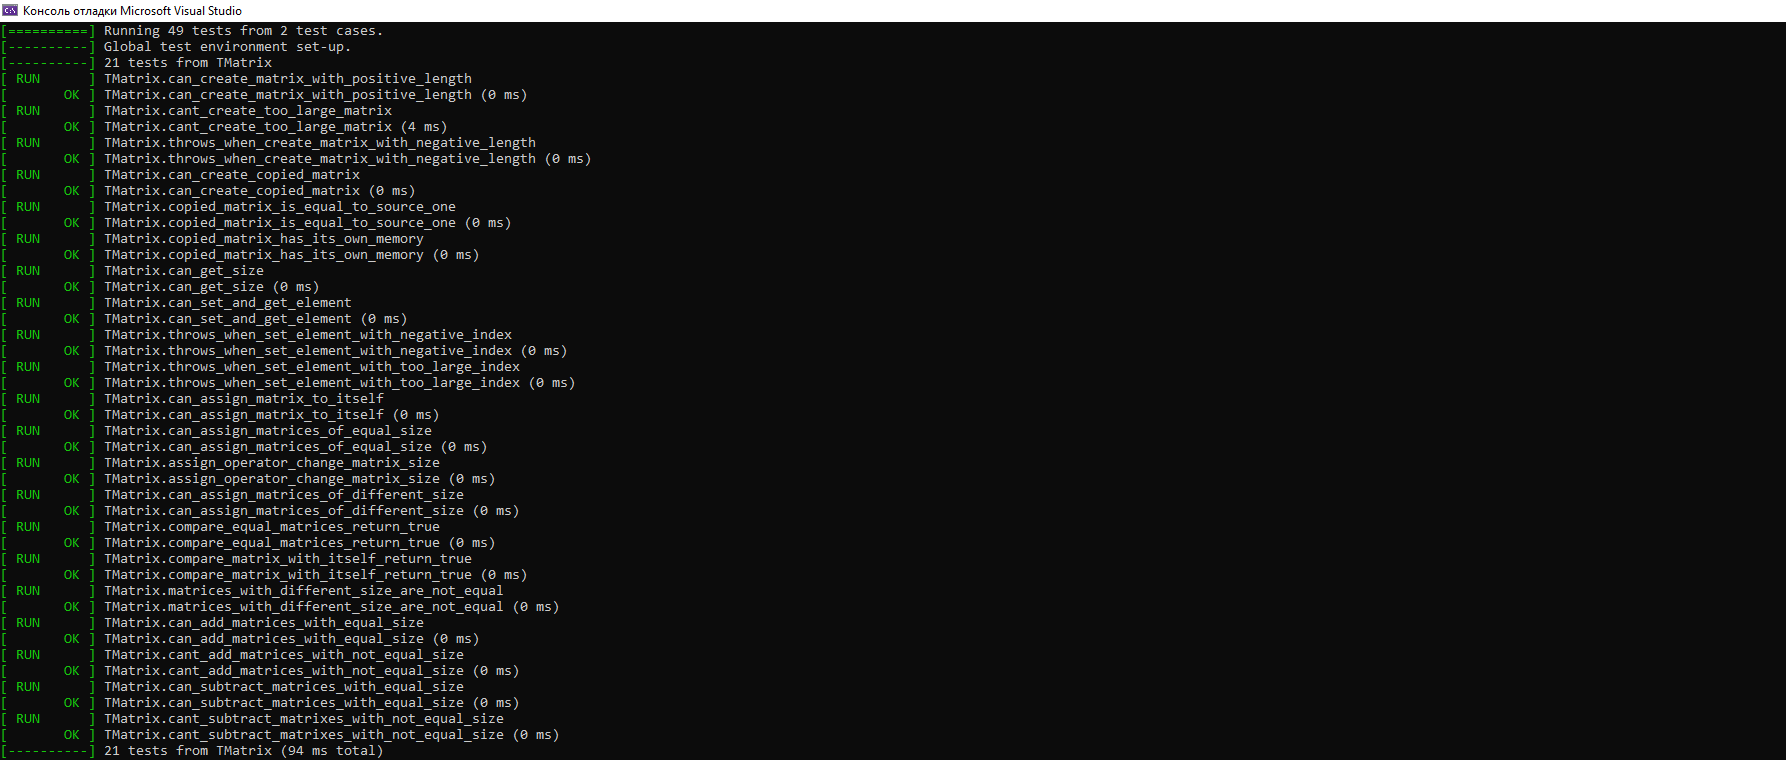 Консоль отладки Microsoft Visual Studio
[==========] Running 49 tests from 2 test cases.
[----------] Global test environment set-up.
[----------] 21 tests from TMatrix
[ RUN      ] TMatrix.can_create_matrix_with_positive_length
[       OK ] TMatrix.can_create_matrix_with_positive_length (0 ms)
[ RUN      ] TMatrix.cant_create_too_large_matrix
[       OK ] TMatrix.cant_create_too_large_matrix (4 ms)
[ RUN      ] TMatrix.throws_when_create_matrix_with_negative_length
[       OK ] TMatrix.throws_when_create_matrix_with_negative_length (0 ms)
[ RUN      ] TMatrix.can_create_copied_matrix
[       OK ] TMatrix.can_create_copied_matrix (0 ms)
[ RUN      ] TMatrix.copied_matrix_is_equal_to_source_one
[       OK ] TMatrix.copied_matrix_is_equal_to_source_one (0 ms)
[ RUN      ] TMatrix.copied_matrix_has_its_own_memory
[       OK ] TMatrix.copied_matrix_has_its_own_memory (0 ms)
[ RUN      ] TMatrix.can_get_size
[       OK ] TMatrix.can_get_size (0 ms)
[ RUN      ] TMatrix.can_set_and_get_element
[       OK ] TMatrix.can_set_and_get_element (0 ms)
[ RUN      ] TMatrix.throws_when_set_element_with_negative_index
[       OK ] TMatrix.throws_when_set_element_with_negative_index (0 ms)
[ RUN      ] TMatrix.throws_when_set_element_with_too_large_index
[       OK ] TMatrix.throws_when_set_element_with_too_large_index (0 ms)
[ RUN      ] TMatrix.can_assign_matrix_to_itself
[       OK ] TMatrix.can_assign_matrix_to_itself (0 ms)
[ RUN      ] TMatrix.can_assign_matrices_of_equal_size
[       OK ] TMatrix.can_assign_matrices_of_equal_size (0 ms)
[ RUN      ] TMatrix.assign_operator_change_matrix_size
[       OK ] TMatrix.assign_operator_change_matrix_size (0 ms)
[ RUN      ] TMatrix.can_assign_matrices_of_different_size
[       OK ] TMatrix.can_assign_matrices_of_different_size (0 ms)
[ RUN      ] TMatrix.compare_equal_matrices_return_true
[       OK ] TMatrix.compare_equal_matrices_return_true (0 ms)
[ RUN      ] TMatrix.compare_matrix_with_itself_return_true
[       OK ] TMatrix.compare_matrix_with_itself_return_true (0 ms)
[ RUN      ] TMatrix.matrices_with_different_size_are_not_equal
[       OK ] TMatrix.matrices_with_different_size_are_not_equal (0 ms)
[ RUN      ] TMatrix.can_add_matrices_with_equal_size
[       OK ] TMatrix.can_add_matrices_with_equal_size (0 ms)
[ RUN      ] TMatrix.cant_add_matrices_with_not_equal_size
[       OK ] TMatrix.cant_add_matrices_with_not_equal_size (0 ms)
[ RUN      ] TMatrix.can_subtract_matrices_with_equal_size
[       OK ] TMatrix.can_subtract_matrices_with_equal_size (0 ms)
[ RUN      ] TMatrix.cant_subtract_matrixes_with_not_equal_size
[       OK ] TMatrix.cant_subtract_matrixes_with_not_equal_size (0 ms)
[----------] 21 tests from TMatrix (94 ms total)